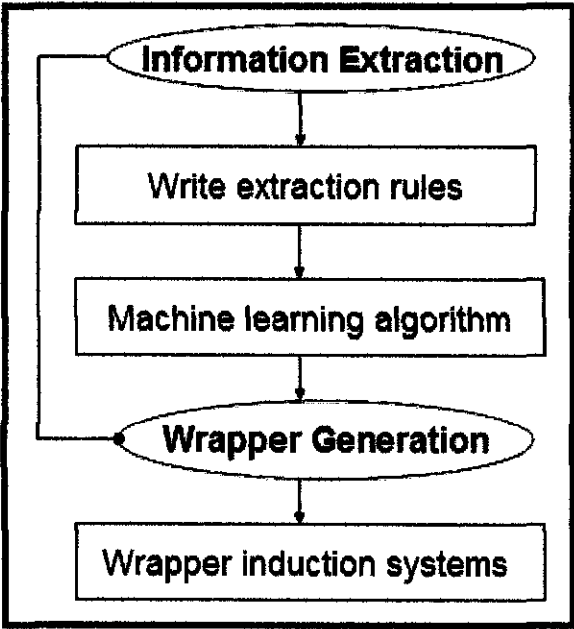 Information Extraction
Write extraction rules
Machine learning algorithm
Wrapper Generation
Wrapper induction systems